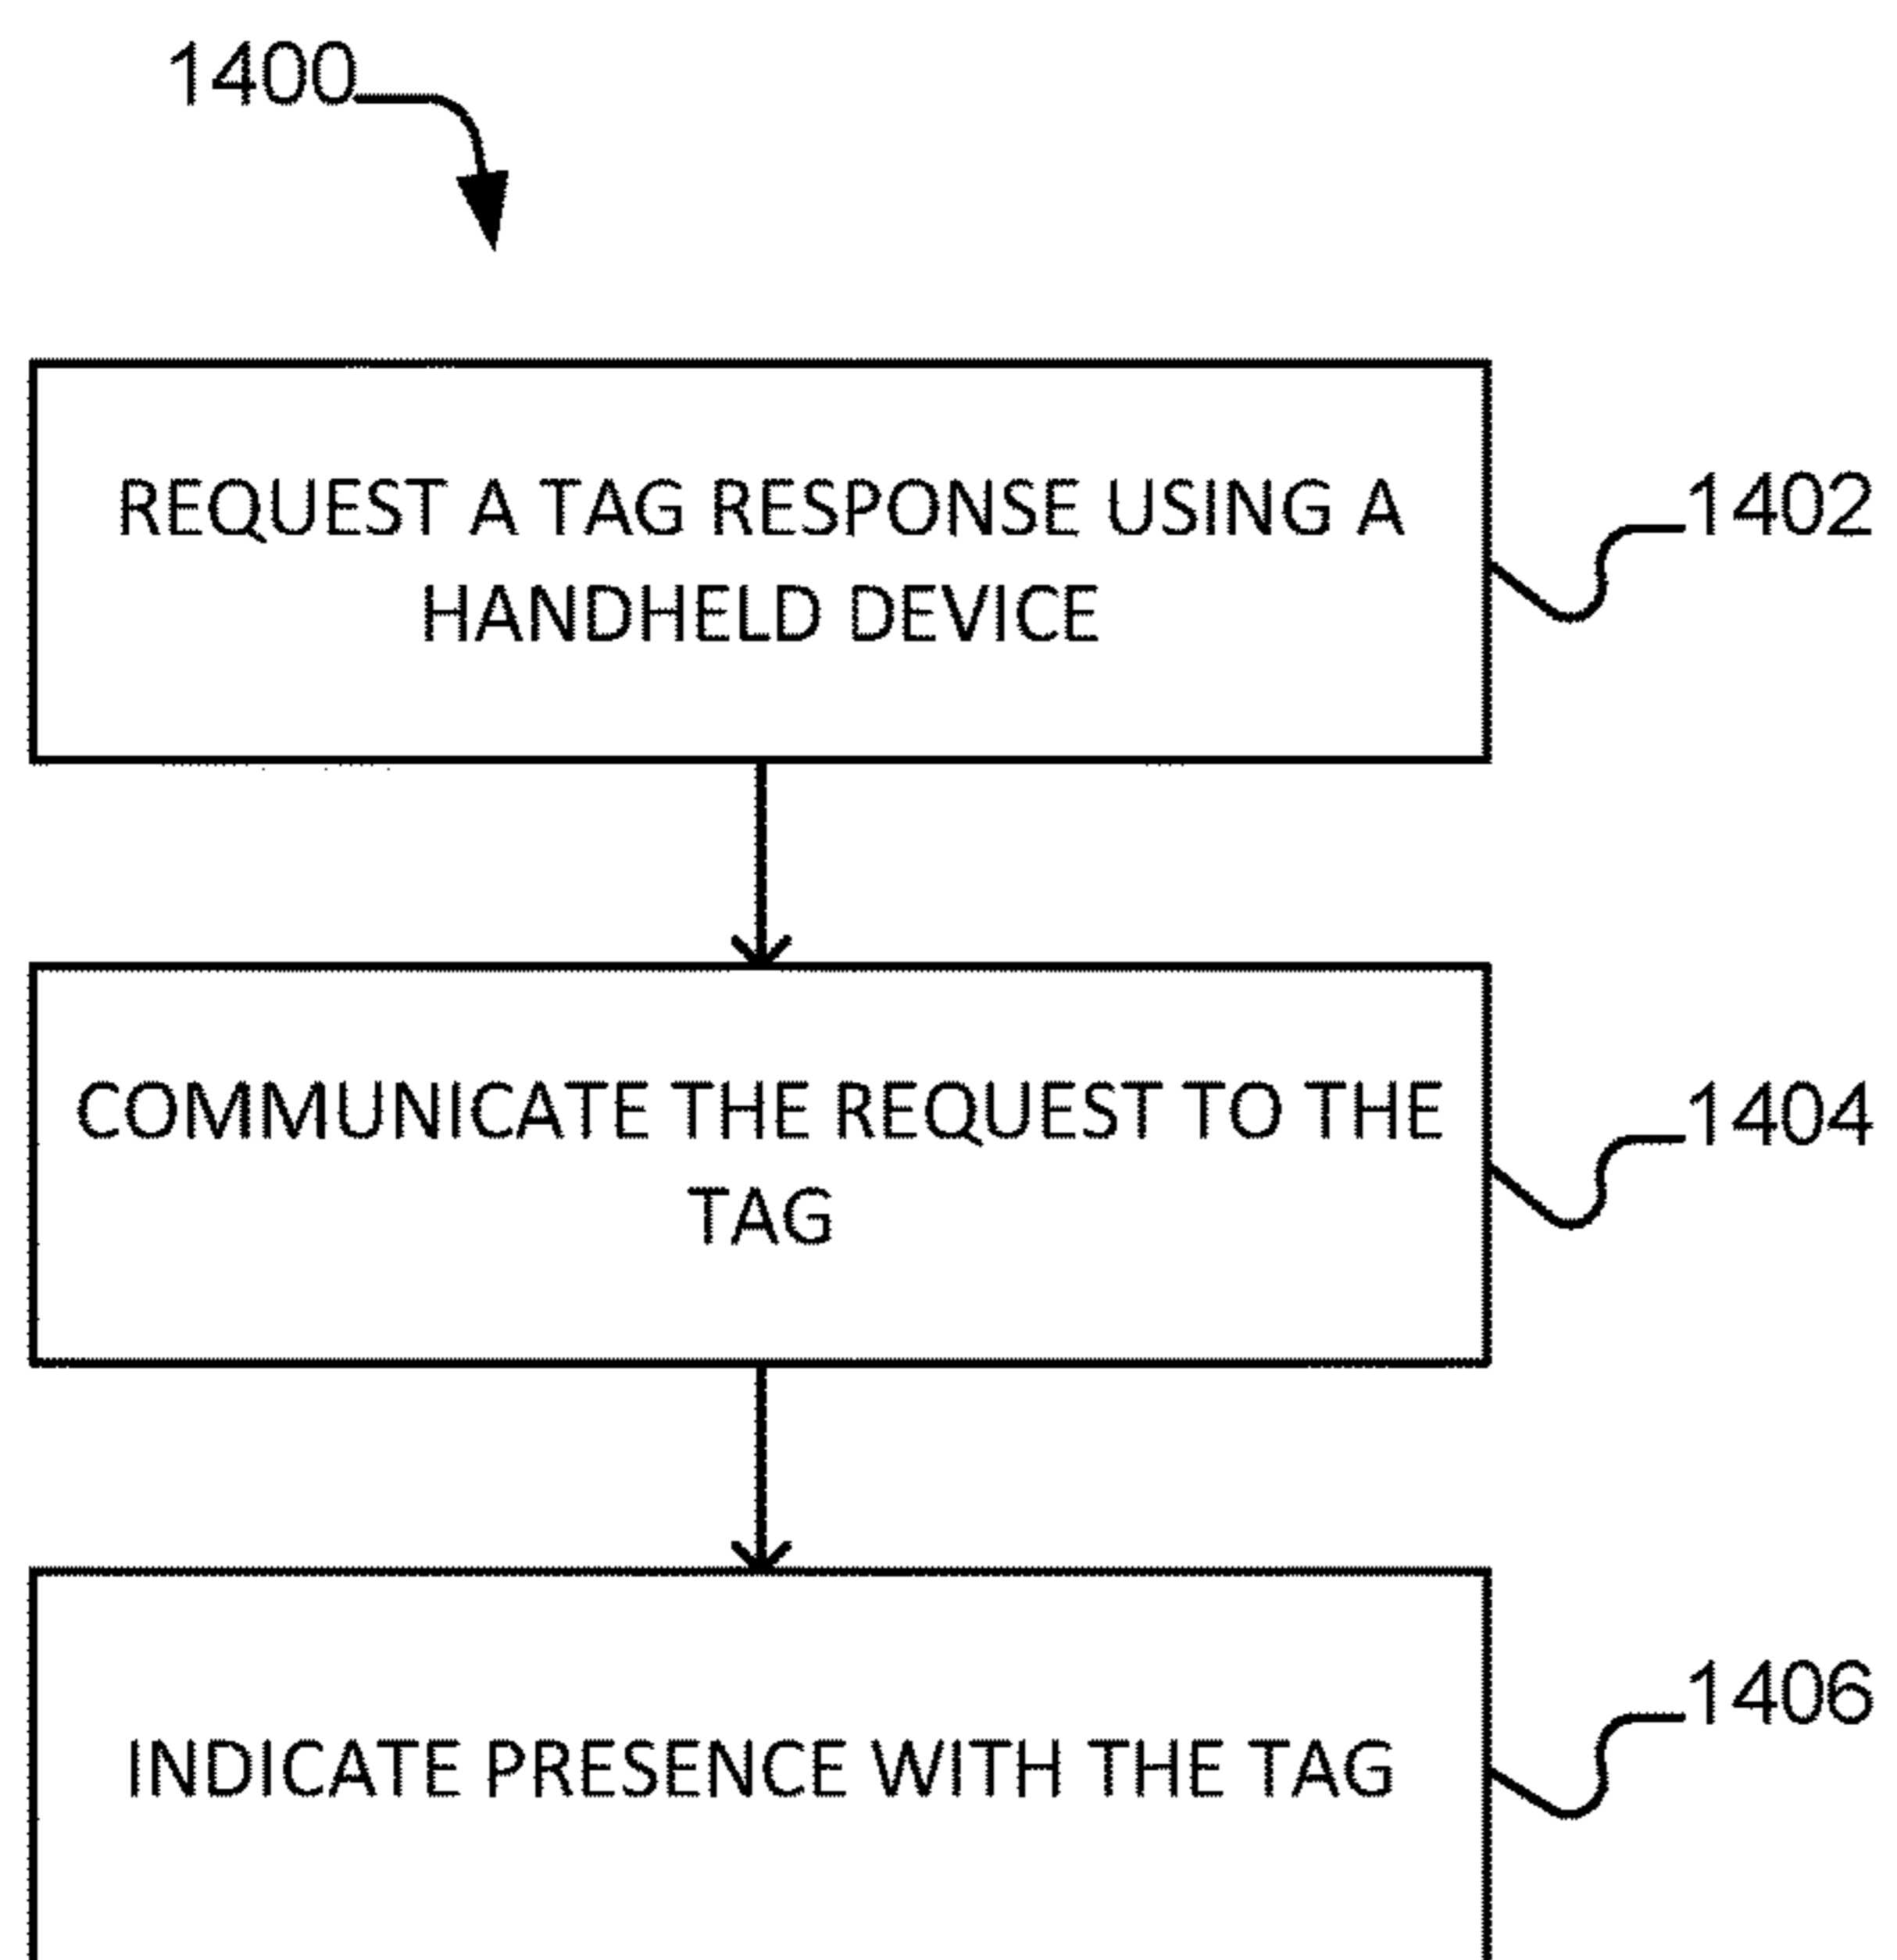 1400
REQUEST A TAG RESPONSE USING A
HANDHELD DEVICE
1402
COMMUNICATE THE REQUEST TO THE
TAG
1404
INDICATE PRESENCE WITH THE TAG
1406